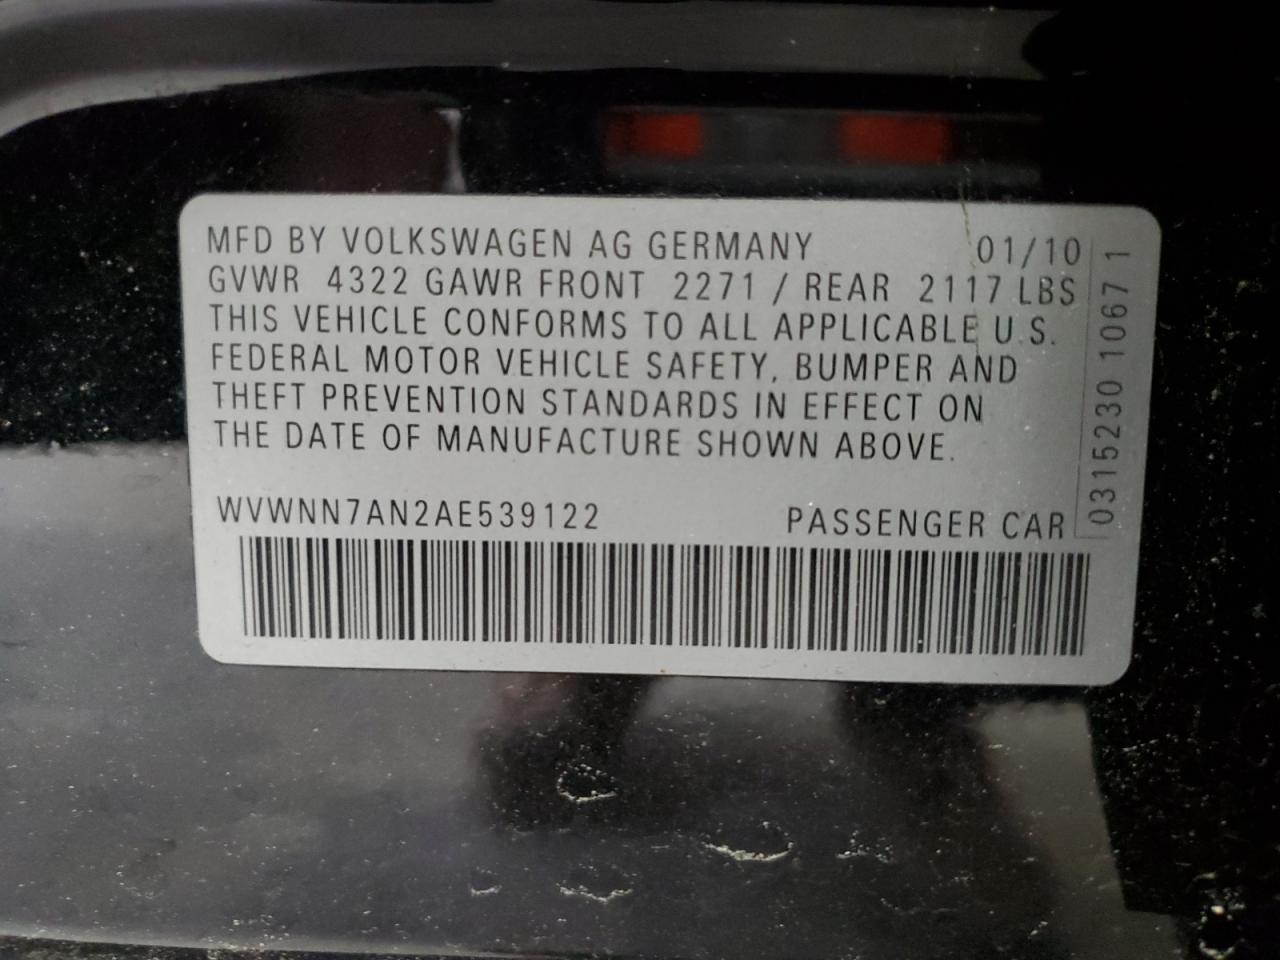 MFD BY VOLKSWAGEN AG GERMANY 01/10
GVWR 4322 GAWR FRONT 2271 / REAR 2117 LBS
THIS VEHICLE CONFORMS TO ALL APPLICABLE U.S.
FEDERAL MOTOR VEHICLE SAFETY, BUMPER AND
THEFT PREVENTION STANDARDS IN EFFECT ON
THE DATE OF MANUFACTURE SHOWN ABOVE.
WVWNN7AN2AE539122 PASSENGER CAR
0315230 1067 1